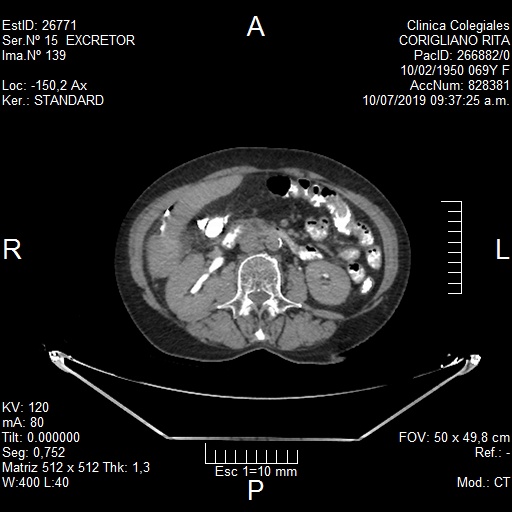 EstID: 26771
Ser.Nº 15 EXCRETOR
Ima.Nº 139
Loc: -150,2 Ax
Ker.: STANDARD
A
Clinica Colegiales
CORIGLIANO RITA
PacID: 266882/0
10/02/1950 069Y F
AccNum: 828381
10/07/2019 09:37:25 a.m.
R
L
KV: 120
mA: 80
Tilt: 0.000000
Seg: 0,752
Matriz 512 x 512 Thk: 1,3
W:400 L:40
Esc 1=10 mm
P
FOV: 50 x 49,8 cm
Ref.: -
Mod.: CT